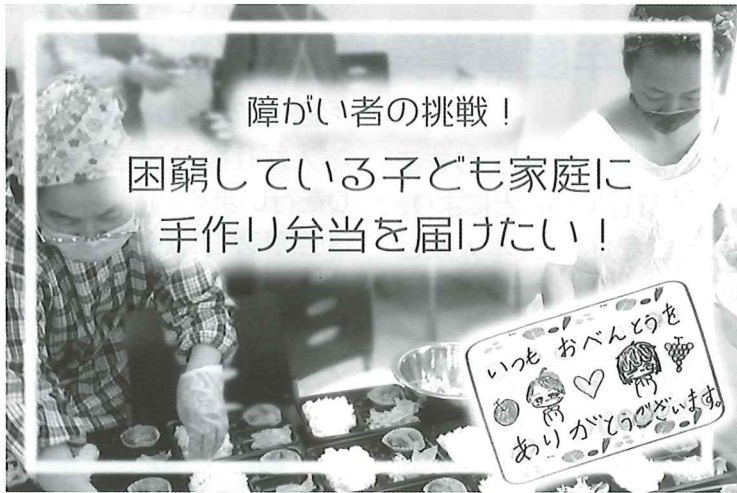 障がい者の挑戦！
困窮している子ども家庭に
手作り弁当を届けたい！
いつも おべんとうを
ありがとうございます。